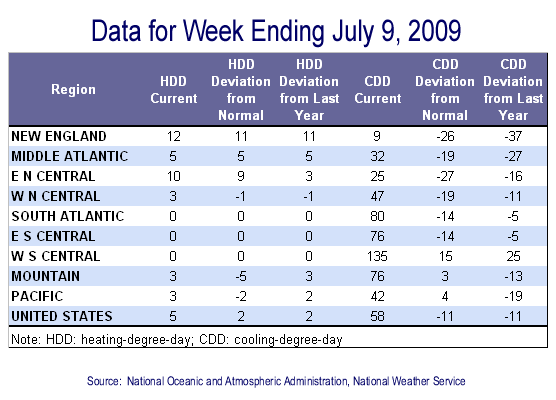 Data for Week Ending July 9, 2009
Region HDD Current HDD Deviation from Normal HDD Deviation from Last Year CDD Current CDD Deviation from Normal CDD Deviation from Last Year
NEW ENGLAND 12 11 11 9 -26 -37
MIDDLE ATLANTIC 5 5 5 32 -19 -27
E N CENTRAL 10 9 3 25 -27 -16
W N CENTRAL 3 -1 -1 47 -19 -11
SOUTH ATLANTIC 0 0 0 80 -14 -5
E S CENTRAL 0 0 0 76 -14 -5
W S CENTRAL 0 0 0 135 15 25
MOUNTAIN 3 -5 3 76 3 -13
PACIFIC 3 -2 2 42 4 -19
UNITED STATES 5 2 2 58 -11 -11
Note: HDD: heating-degree-day; CDD: cooling-degree-day
Source: National Oceanic and Atmospheric Administration, National Weather Service